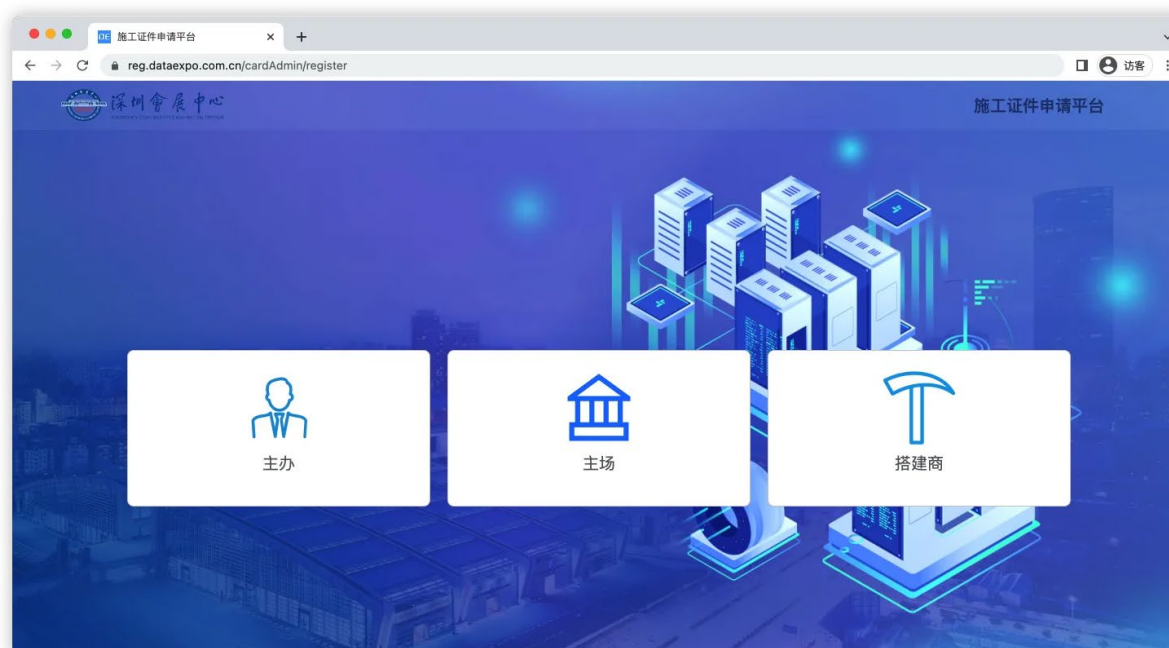 施工证件申请平台
reg.dataexpo.com.cn/cardAdmin/register
访客
深圳會展中心
施工证件申请平台
主办
主场
搭建商